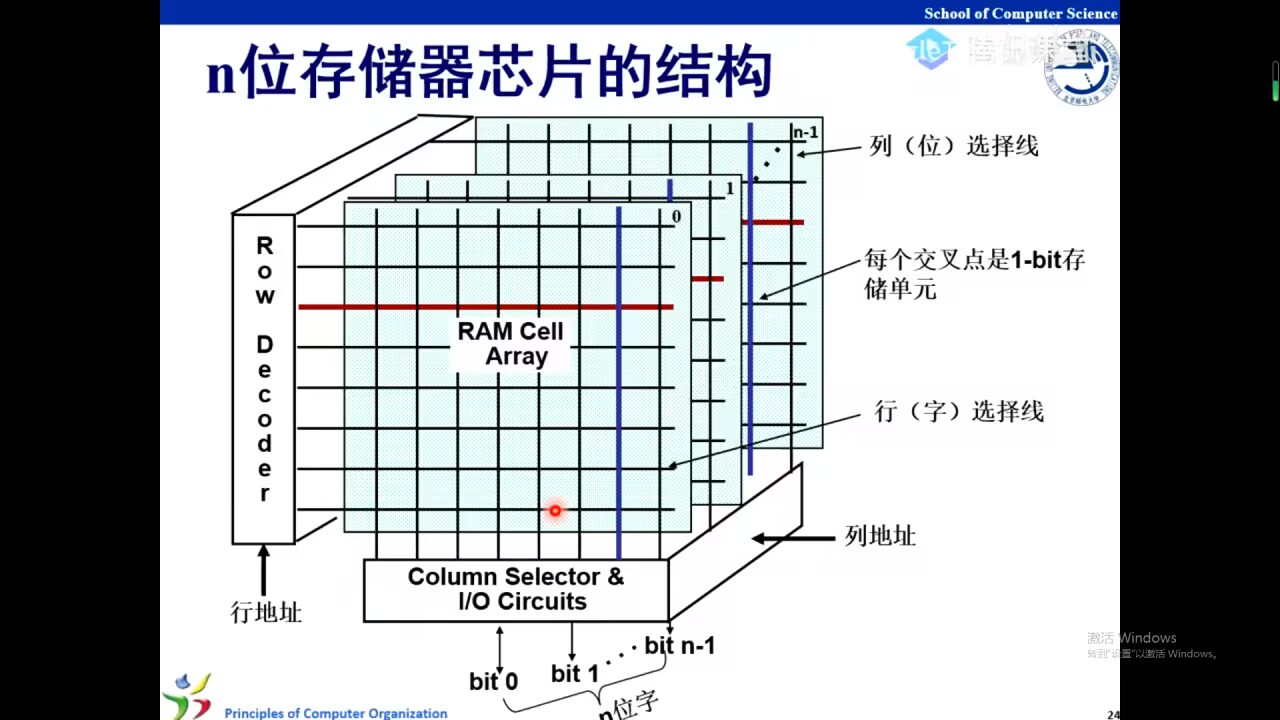 School of Computer Science
n位存储器芯片的结构
腾讯课堂
n-1
列（位）选择线
1
0
Row Decoder
每个交叉点是1-bit存
储单元
RAM Cell
Array
行（字）选择线
列地址
Column Selector &
I/O Circuits
行地址
bit n-1
bit 1
bit 0
n位字
激活 Windows
转到"设置"以激活 Windows。
Principles of Computer Organization
24